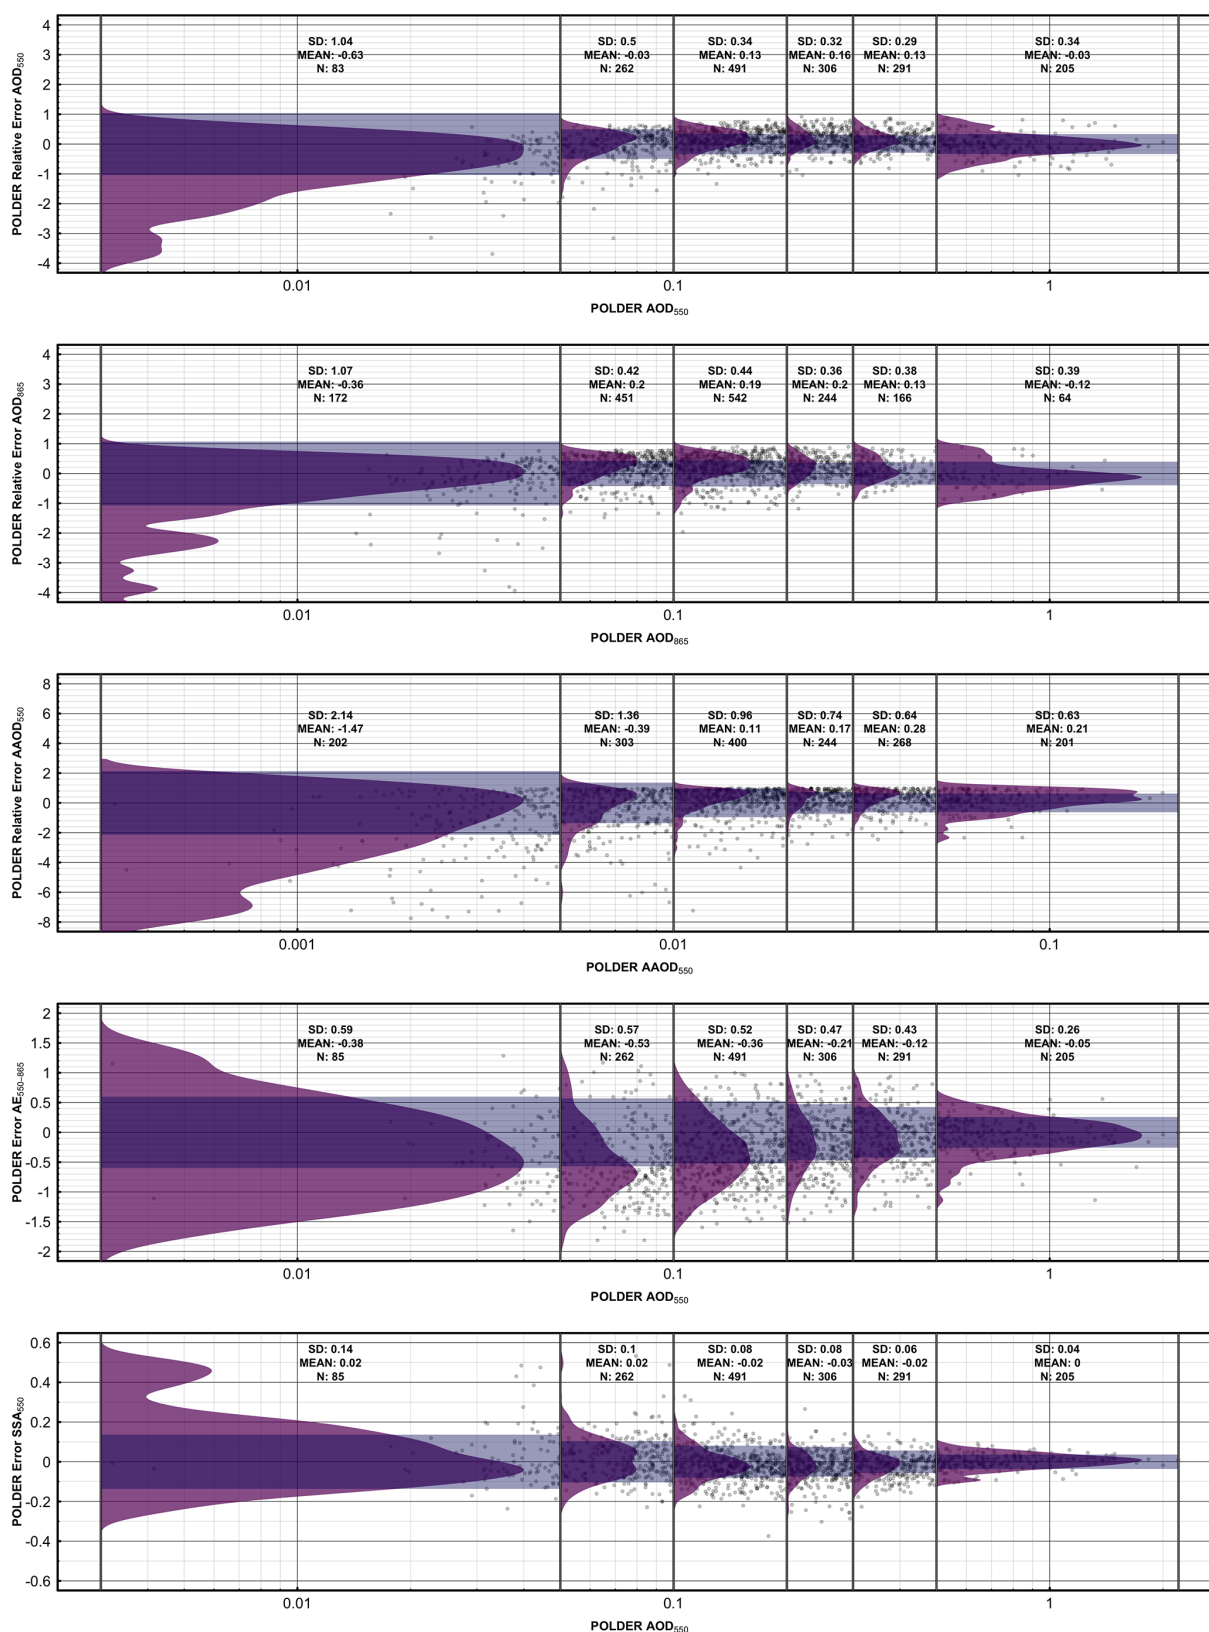 4
3
2
1
0
-1
-2
-3
-4
POLDER Relative Error AOD550
SD: 1.04
MEAN: -0.63
N: 83
SD: 0.5
MEAN: -0.03
N: 262
SD: 0.34
MEAN: 0.13
N: 491
SD: 0.32
MEAN: 0.16
N: 306
SD: 0.29
MEAN: 0.13
N: 291
SD: 0.34
MEAN: -0.03
N: 205
0.01 0.1 1
POLDER AOD550
4
3
2
1
0
-1
-2
-3
-4
POLDER Relative Error AOD865
SD: 1.07
MEAN: -0.36
N: 172
SD: 0.42
MEAN: 0.2
N: 451
SD: 0.44
MEAN: 0.19
N: 542
SD: 0.36
MEAN: 0.2
N: 244
SD: 0.38
MEAN: 0.13
N: 166
SD: 0.39
MEAN: -0.12
N: 64
0.01 0.1 1
POLDER AOD865
8
6
4
2
0
-2
-4
-6
-8
POLDER Relative Error AAOD550
SD: 2.14
MEAN: -1.47
N: 202
SD: 1.36
MEAN: -0.39
N: 303
SD: 0.96
MEAN: 0.11
N: 400
SD: 0.74
MEAN: 0.17
N: 244
SD: 0.64
MEAN: 0.28
N: 268
SD: 0.63
MEAN: 0.21
N: 201
0.001 0.01 0.1
POLDER AAOD550
2
1.5
1
0.5
0
-0.5
-1
-1.5
-2
POLDER Error AE550–865
SD: 0.59
MEAN: -0.38
N: 85
SD: 0.57
MEAN: -0.53
N: 262
SD: 0.52
MEAN: -0.36
N: 491
SD: 0.47
MEAN: -0.21
N: 306
SD: 0.43
MEAN: -0.12
N: 291
SD: 0.26
MEAN: -0.05
N: 205
0.01 0.1 1
POLDER AOD550
0.6
0.4
0.2
0
-0.2
-0.4
-0.6
POLDER Error SSA550
SD: 0.14
MEAN: 0.02
N: 85
SD: 0.1
MEAN: 0.02
N: 262
SD: 0.08
MEAN: -0.02
N: 491
SD: 0.08
MEAN: -0.03
N: 306
SD: 0.06
MEAN: -0.02
N: 291
SD: 0.04
MEAN: 0
N: 205
0.01 0.1 1
POLDER AOD550